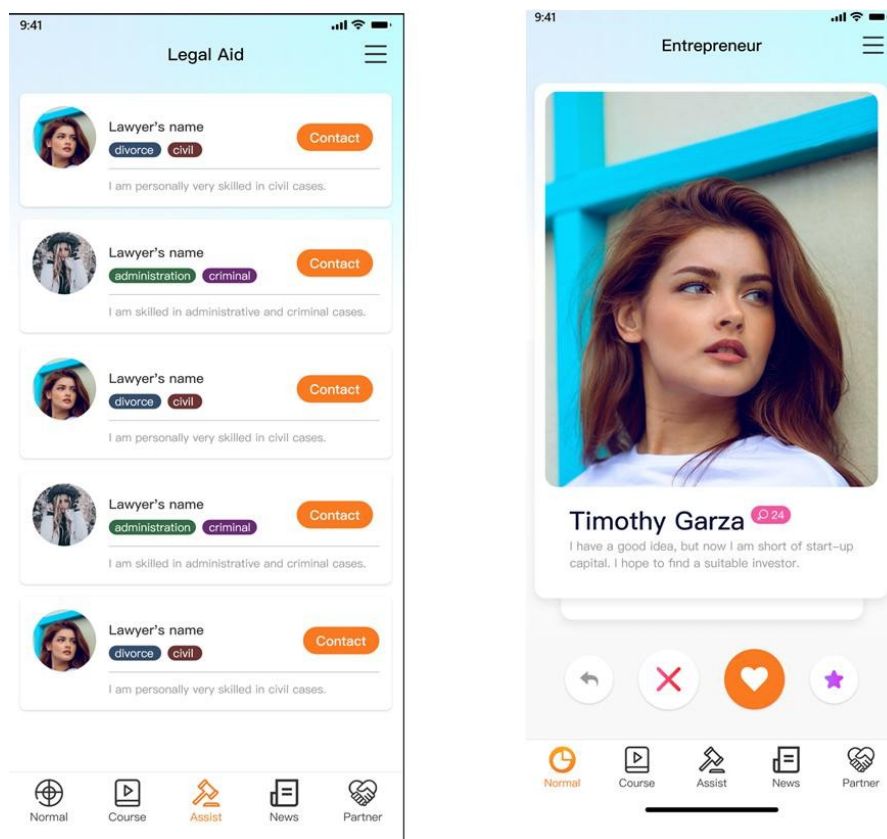 9:41
Legal Aid
Lawyer's name
Contact
divorce civil
I am personally very skilled in civil cases.
Lawyer's name
Contact
administration criminal
I am skilled in administrative and criminal cases.
Lawyer's name
Contact
divorce civil
I am personally very skilled in civil cases.
Lawyer's name
Contact
administration criminal
I am skilled in administrative and criminal cases.
Lawyer's name
Contact
divorce civil
I am personally very skilled in civil cases.
Normal Course Assist News Partner
9:41
Entrepreneur
Timothy Garza 24
I have a good idea, but now I am short of start-up
capital. I hope to find a suitable investor.
Normal Course Assist News Partner